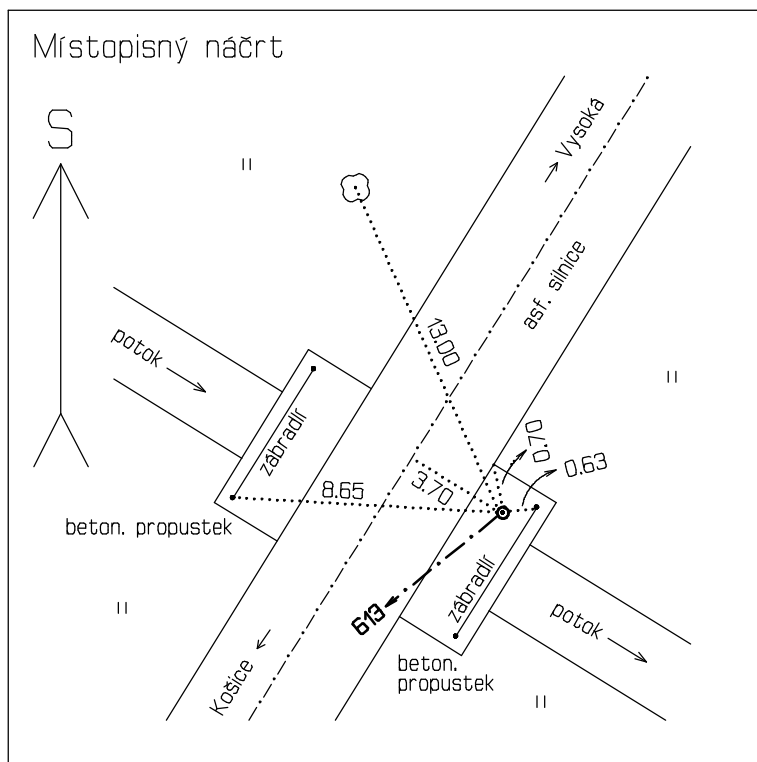 Místopisný náčrt
S
Vysoká
asf. silnice
potok
13.00
zábradlí
0.70
0.63
8.65
3.70
beton. propustek
613
zábradlí
potok
Košice
beton.
propustek